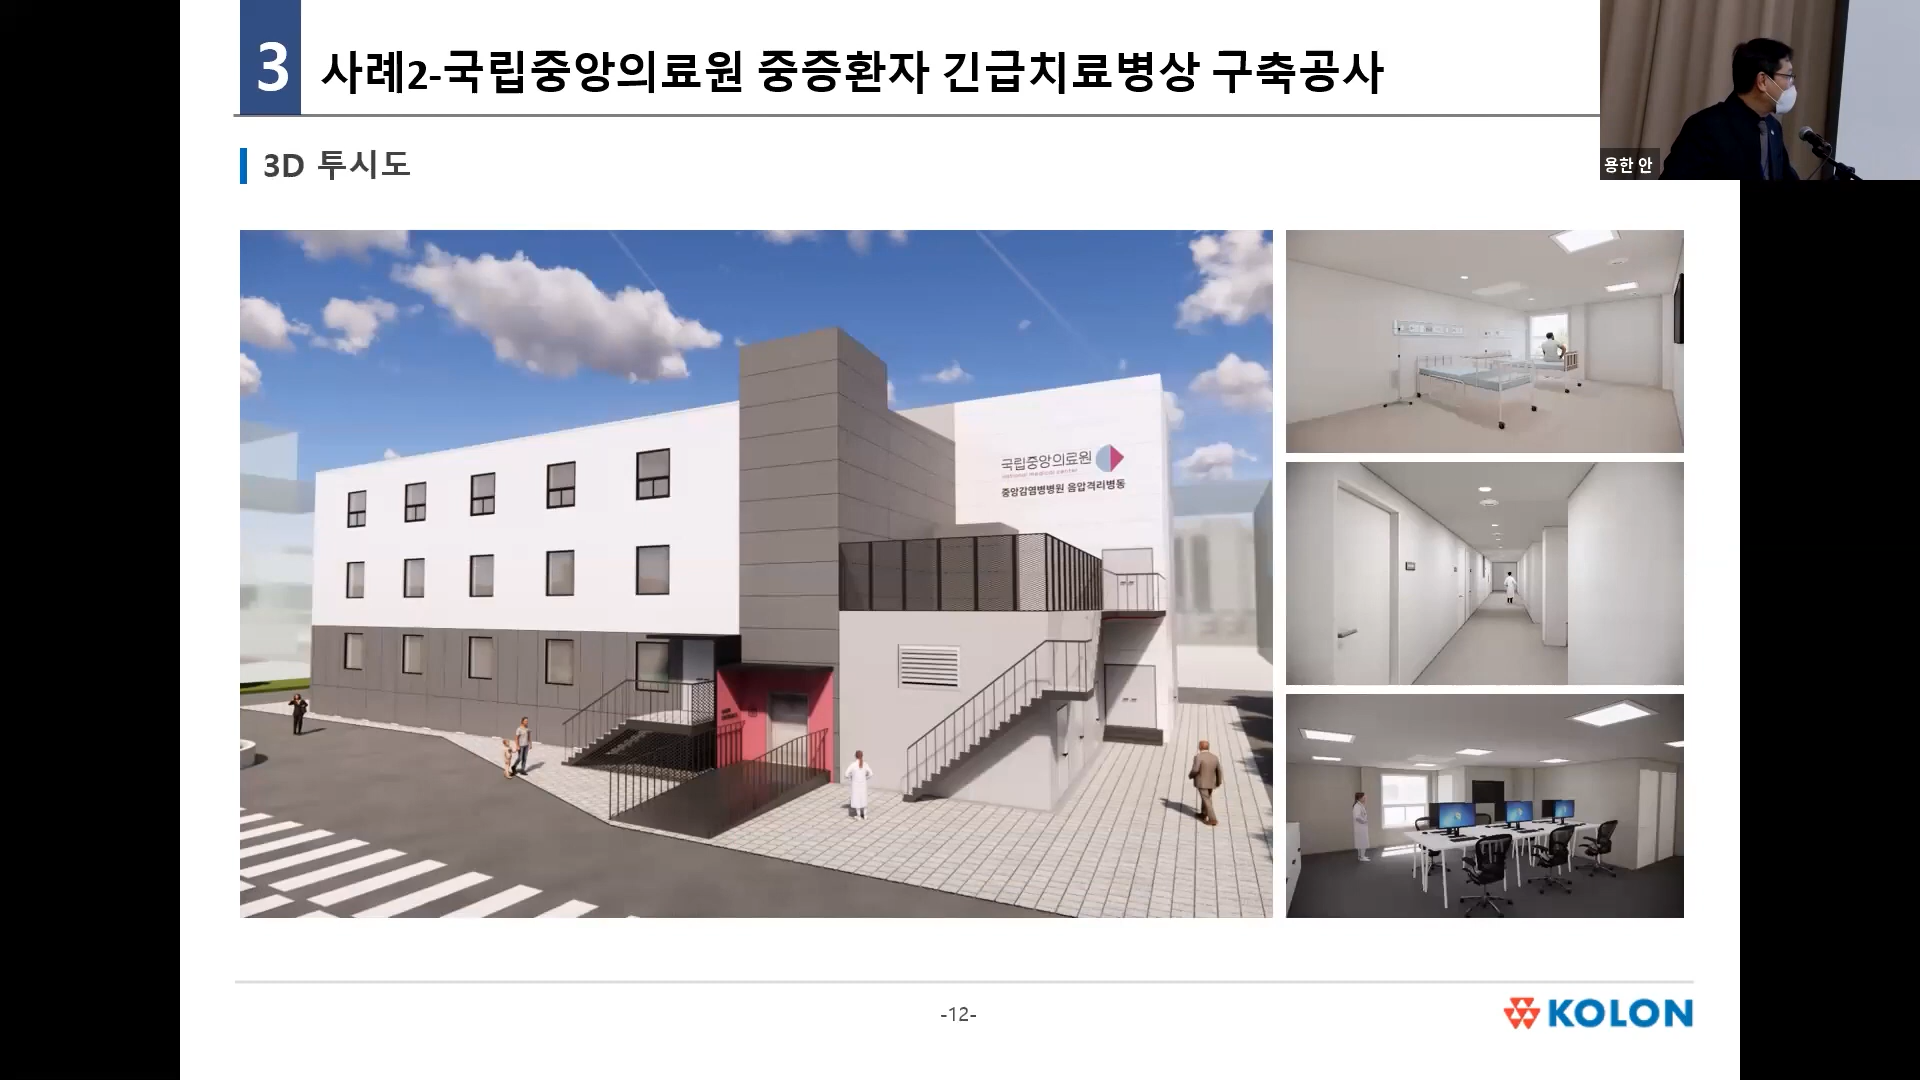 3
사례2-국립중앙의료원 중증환자 긴급치료병상 구축공사
용한 안
3D 투시도
국립중앙의료원
중앙감염병병원 음압격리병동
-12-
KOLON